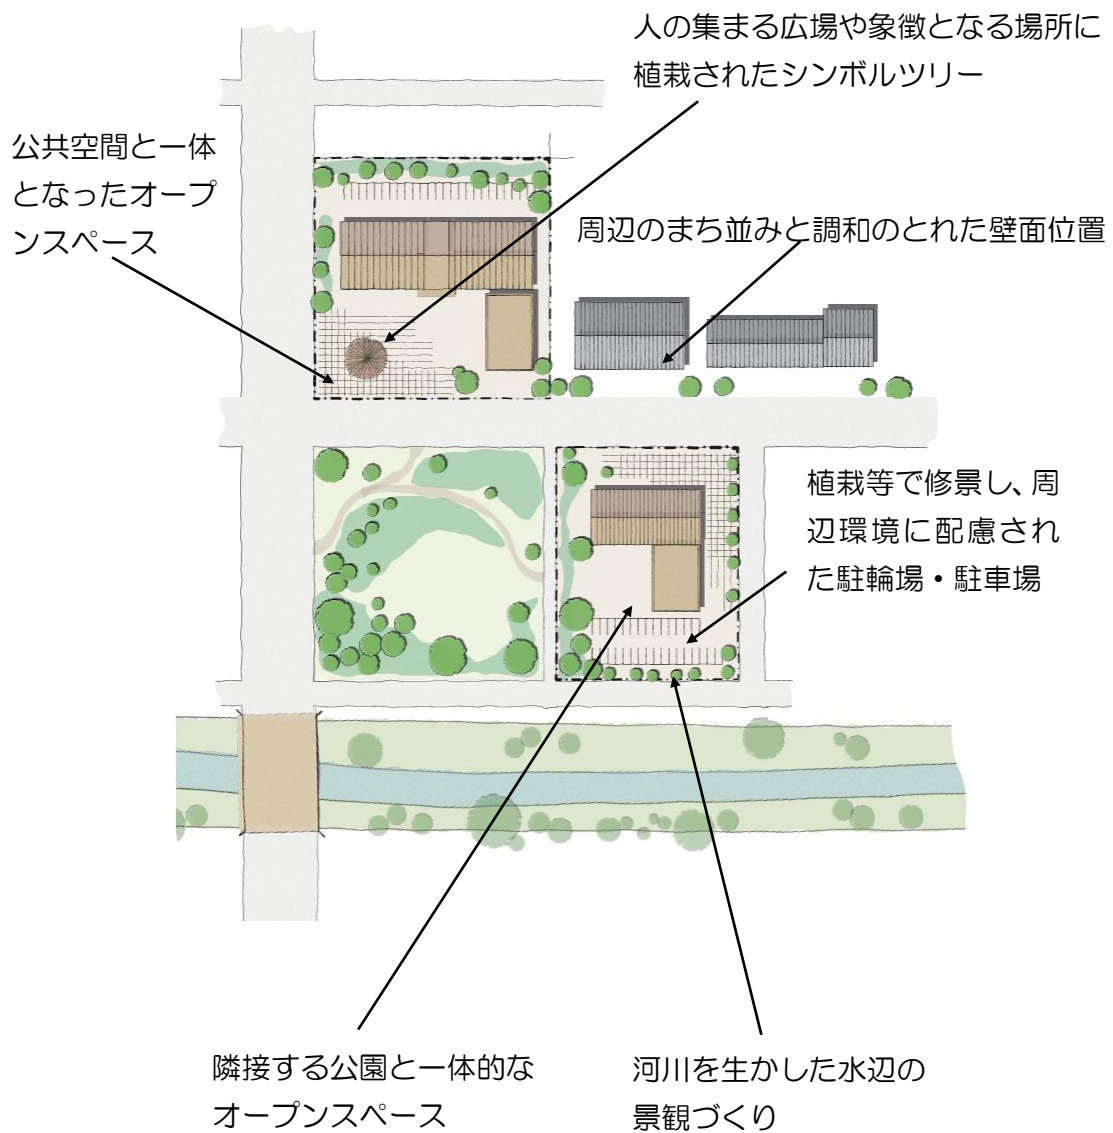 人の集まる広場や象徴となる場所に
植栽されたシンボルツリー
公共空間と一体
となったオープ
ンスペース
周辺のまち並みと調和のとれた壁面位置
植栽等で修景し、周
辺環境に配慮され
た駐輪場・駐車場
隣接する公園と一体的な
オープンスペース
河川を生かした水辺の
景観づくり